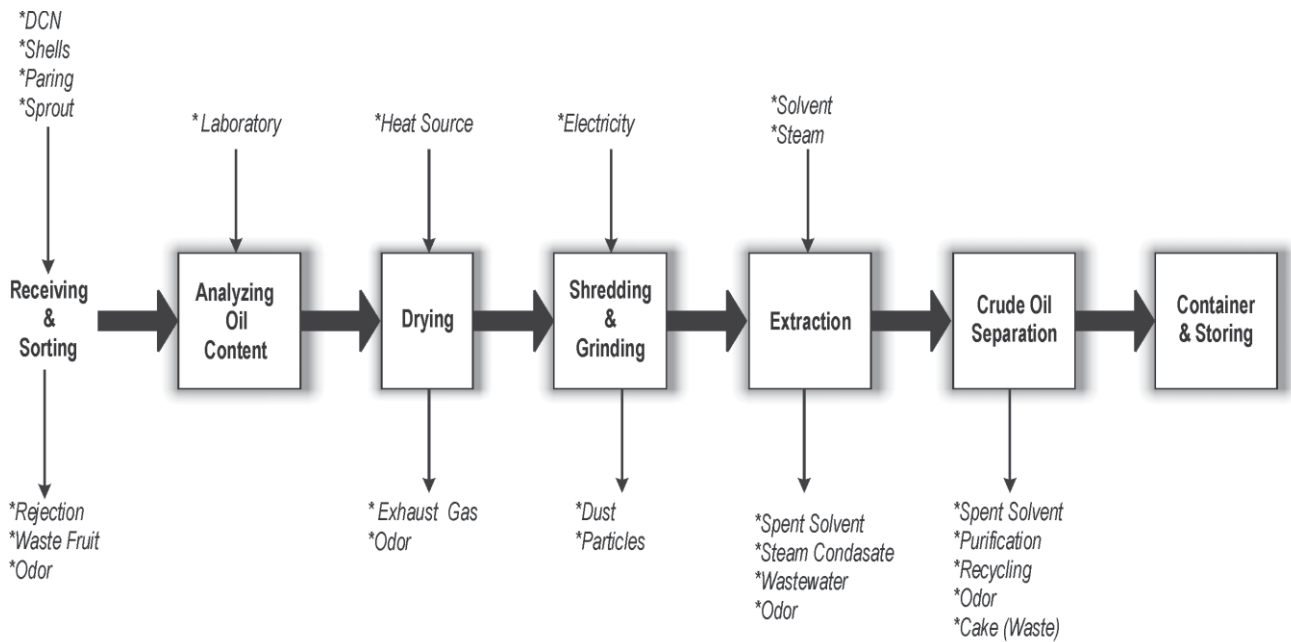 *DCN
*Shells
*Paring
*Sprout
* Laboratory
*Heat Source
*Electricity
*Solvent
*Steam
Receiving
&
Sorting
Analyzing
Oil
Content
Drying
Shredding
&
Grinding
Extraction
Crude Oil
Separation
Container
& Storing
*Rejection
*Waste Fruit
*Odor
* Exhaust Gas
*Odor
*Dust
*Particles
*Spent Solvent
*Steam Condasate
*Wastewater
*Odor
*Spent Solvent
*Purification
*Recycling
*Odor
*Cake (Waste)